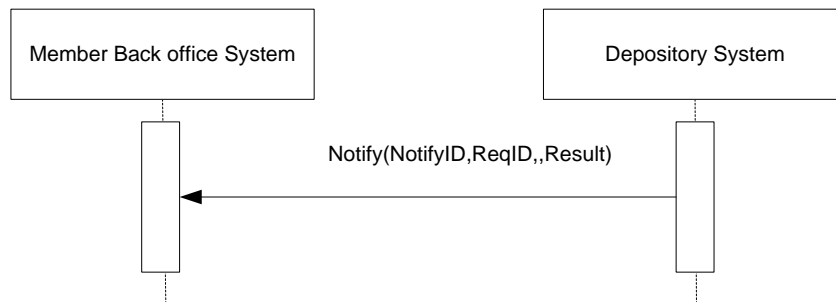 Member Back office System
Depository System
Notify(NotifyID,ReqID,,Result)